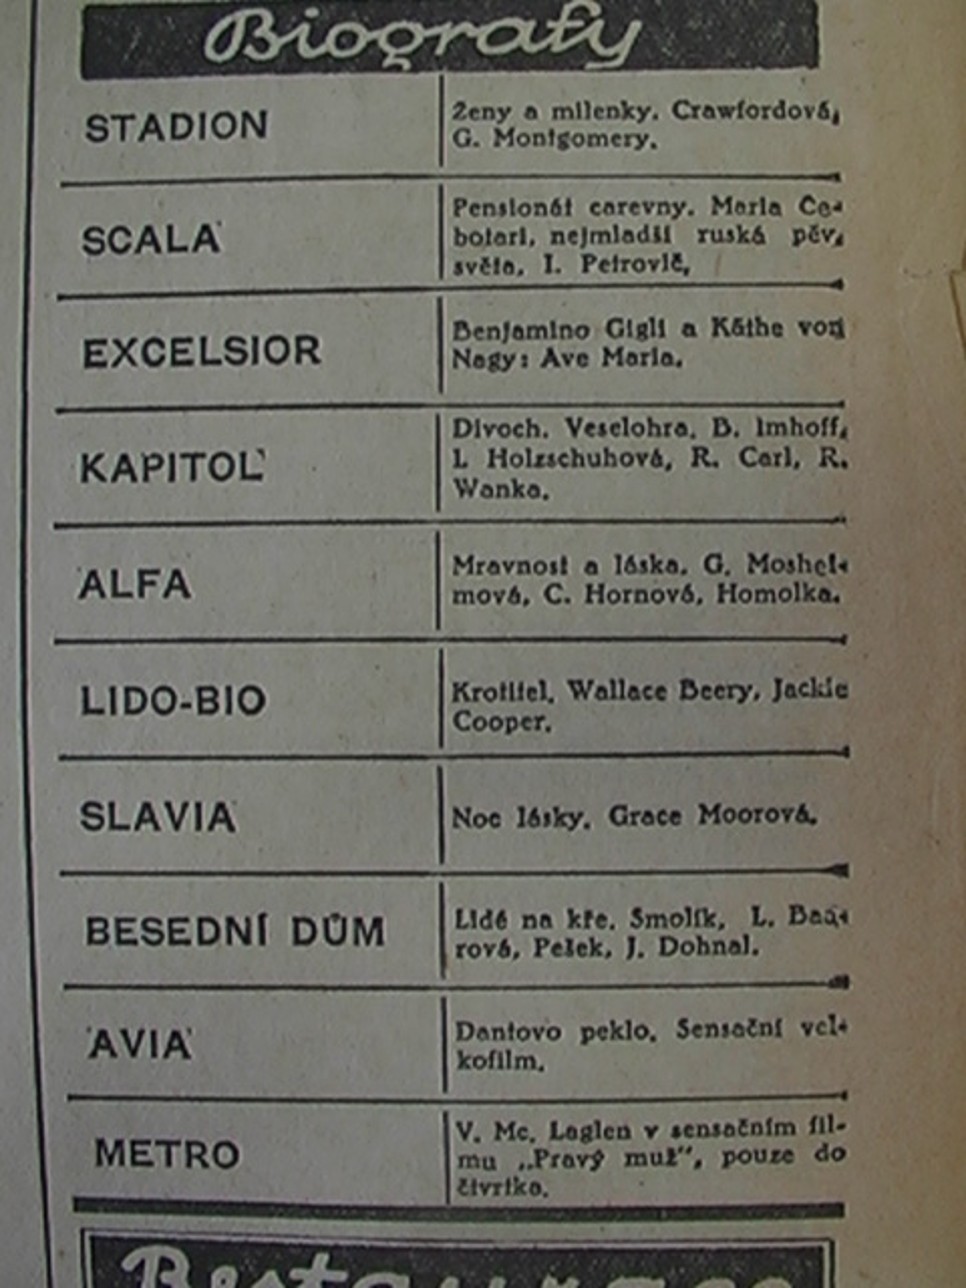 Biografy
STADION
Ženy a milenky. Crawfordová,
G. Montgomery.
SCALA
Pensionát carevny. Maria Ce-
botari, nejmladší ruská pěv.
světa. I. Petrovič,
EXCELSIOR
Benjamino Gigli a Käthe von
Nagy: Ave Maria.
KAPITOL
Divoch. Veselohra. B. Imhoff,
I. Holzschuhová, R. Carl, R.
Wanka.
ALFA
Mravnost a láska. G. Moshei-
mová, C. Hornová, Homolka.
LIDO-BIO
Krotitel. Wallace Beery, Jackie
Cooper.
SLAVIA
Noc lásky. Grace Moorová.
BESEDNÍ DŮM
Lidé na kře. Smolík, L. Baa-
rová, Pešek, J. Dohnal.
AVIA
Dantovo peklo. Sensační vel-
kofilm.
METRO
V. Mc. Laglen v sensačním fil-
mu „Pravý muž“, pouze do
čtvrtka.